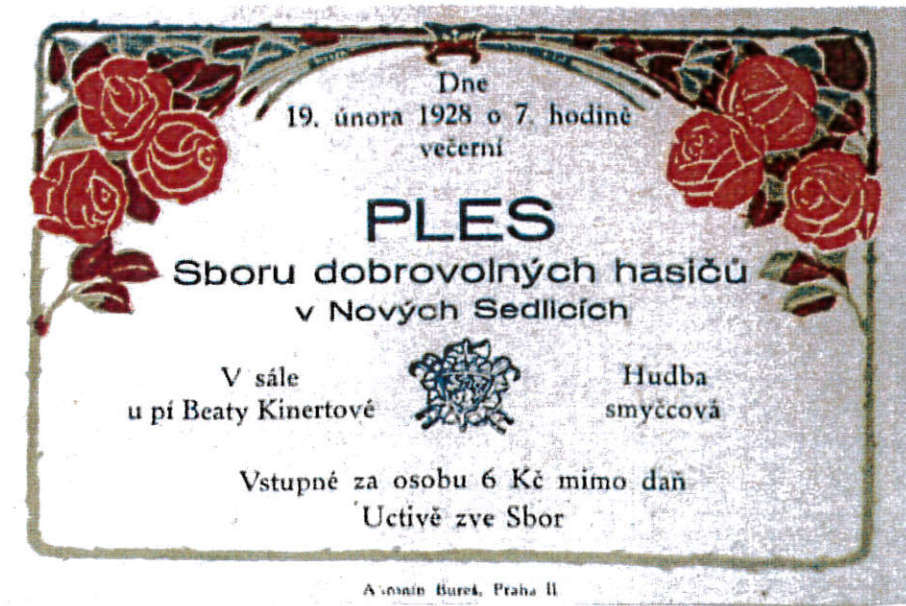 Dne
19. února 1928 o 7. hodině
večerní
PLES
Sboru dobrovolných hasičů
v Nových Sedlicích
V sále
u pí Beaty Kinertové
Hudba
smyčcová
Vstupné za osobu 6 Kč mimo daň
Uctivě zve Sbor
Antonín Bureš, Praha II